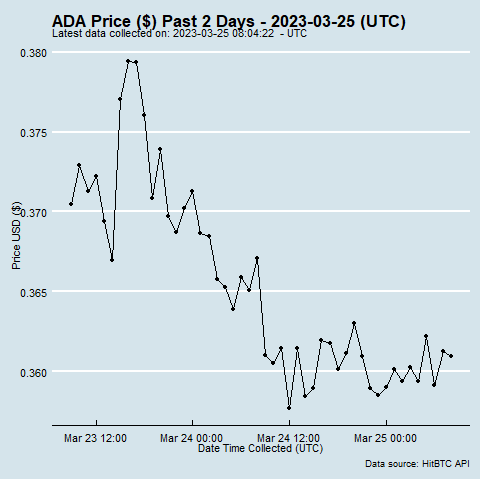 ADA Price ($) Past 2 Days - 2023-03-25 (UTC)
Latest data collected on: 2023-03-25 08:04:22  - UTC
0.380
0.375
0.370
0.365
0.360
Price USD ($)
Mar 23 12:00
Mar 24 00:00
Mar 24 12:00
Mar 25 00:00
Date Time Collected (UTC)
Data source: HitBTC API